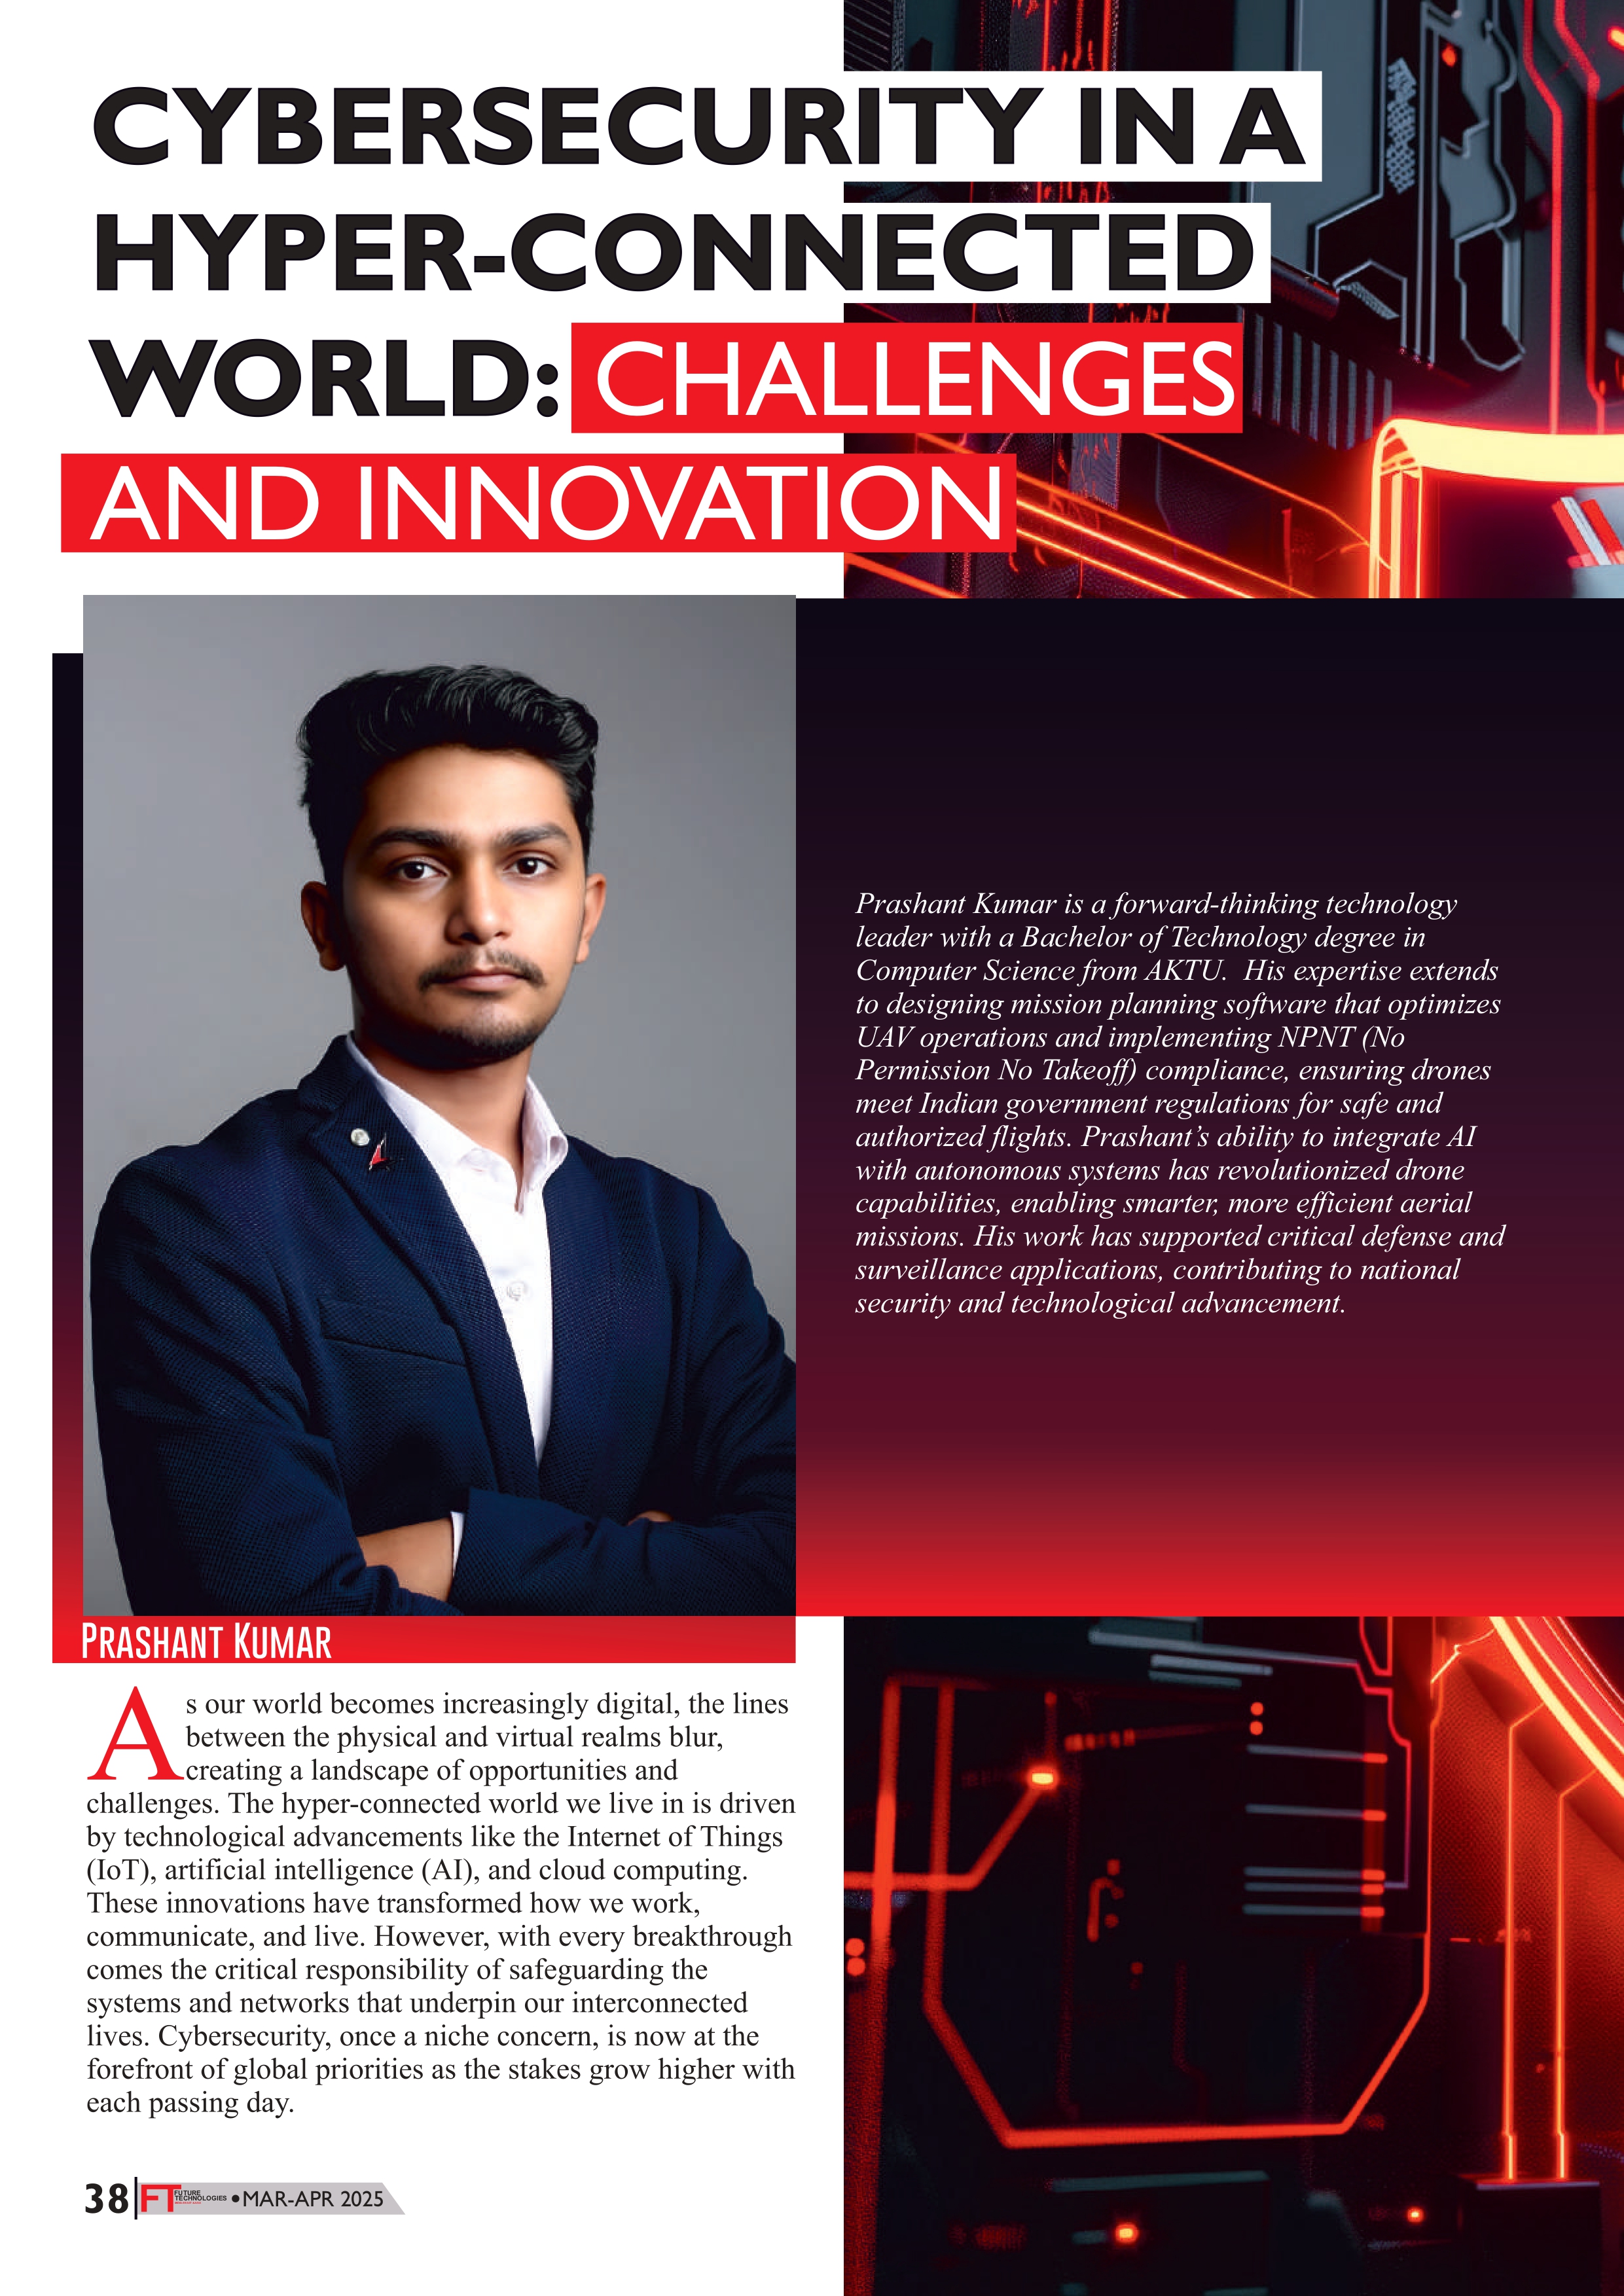 CYBERSECURITY IN A
HYPER-CONNECTED
WORLD: CHALLENGES
AND INNOVATION
Prashant Kumar is a forward-thinking technology
leader with a Bachelor of Technology degree in
Computer Science from AKTU.  His expertise extends
to designing mission planning software that optimizes
UAV operations and implementing NPNT (No
Permission No Takeoff) compliance, ensuring drones
meet Indian government regulations for safe and
authorized flights. Prashant’s ability to integrate AI
with autonomous systems has revolutionized drone
capabilities, enabling smarter, more efficient aerial
missions. His work has supported critical defense and
surveillance applications, contributing to national
security and technological advancement.
PRASHANT KUMAR
As our world becomes increasingly digital, the lines
between the physical and virtual realms blur,
creating a landscape of opportunities and
challenges. The hyper-connected world we live in is driven
by technological advancements like the Internet of Things
(IoT), artificial intelligence (AI), and cloud computing.
These innovations have transformed how we work,
communicate, and live. However, with every breakthrough
comes the critical responsibility of safeguarding the
systems and networks that underpin our interconnected
lives. Cybersecurity, once a niche concern, is now at the
forefront of global priorities as the stakes grow higher with
each passing day.
38 FT FUTURE TECHNOLOGIES • MAR-APR 2025